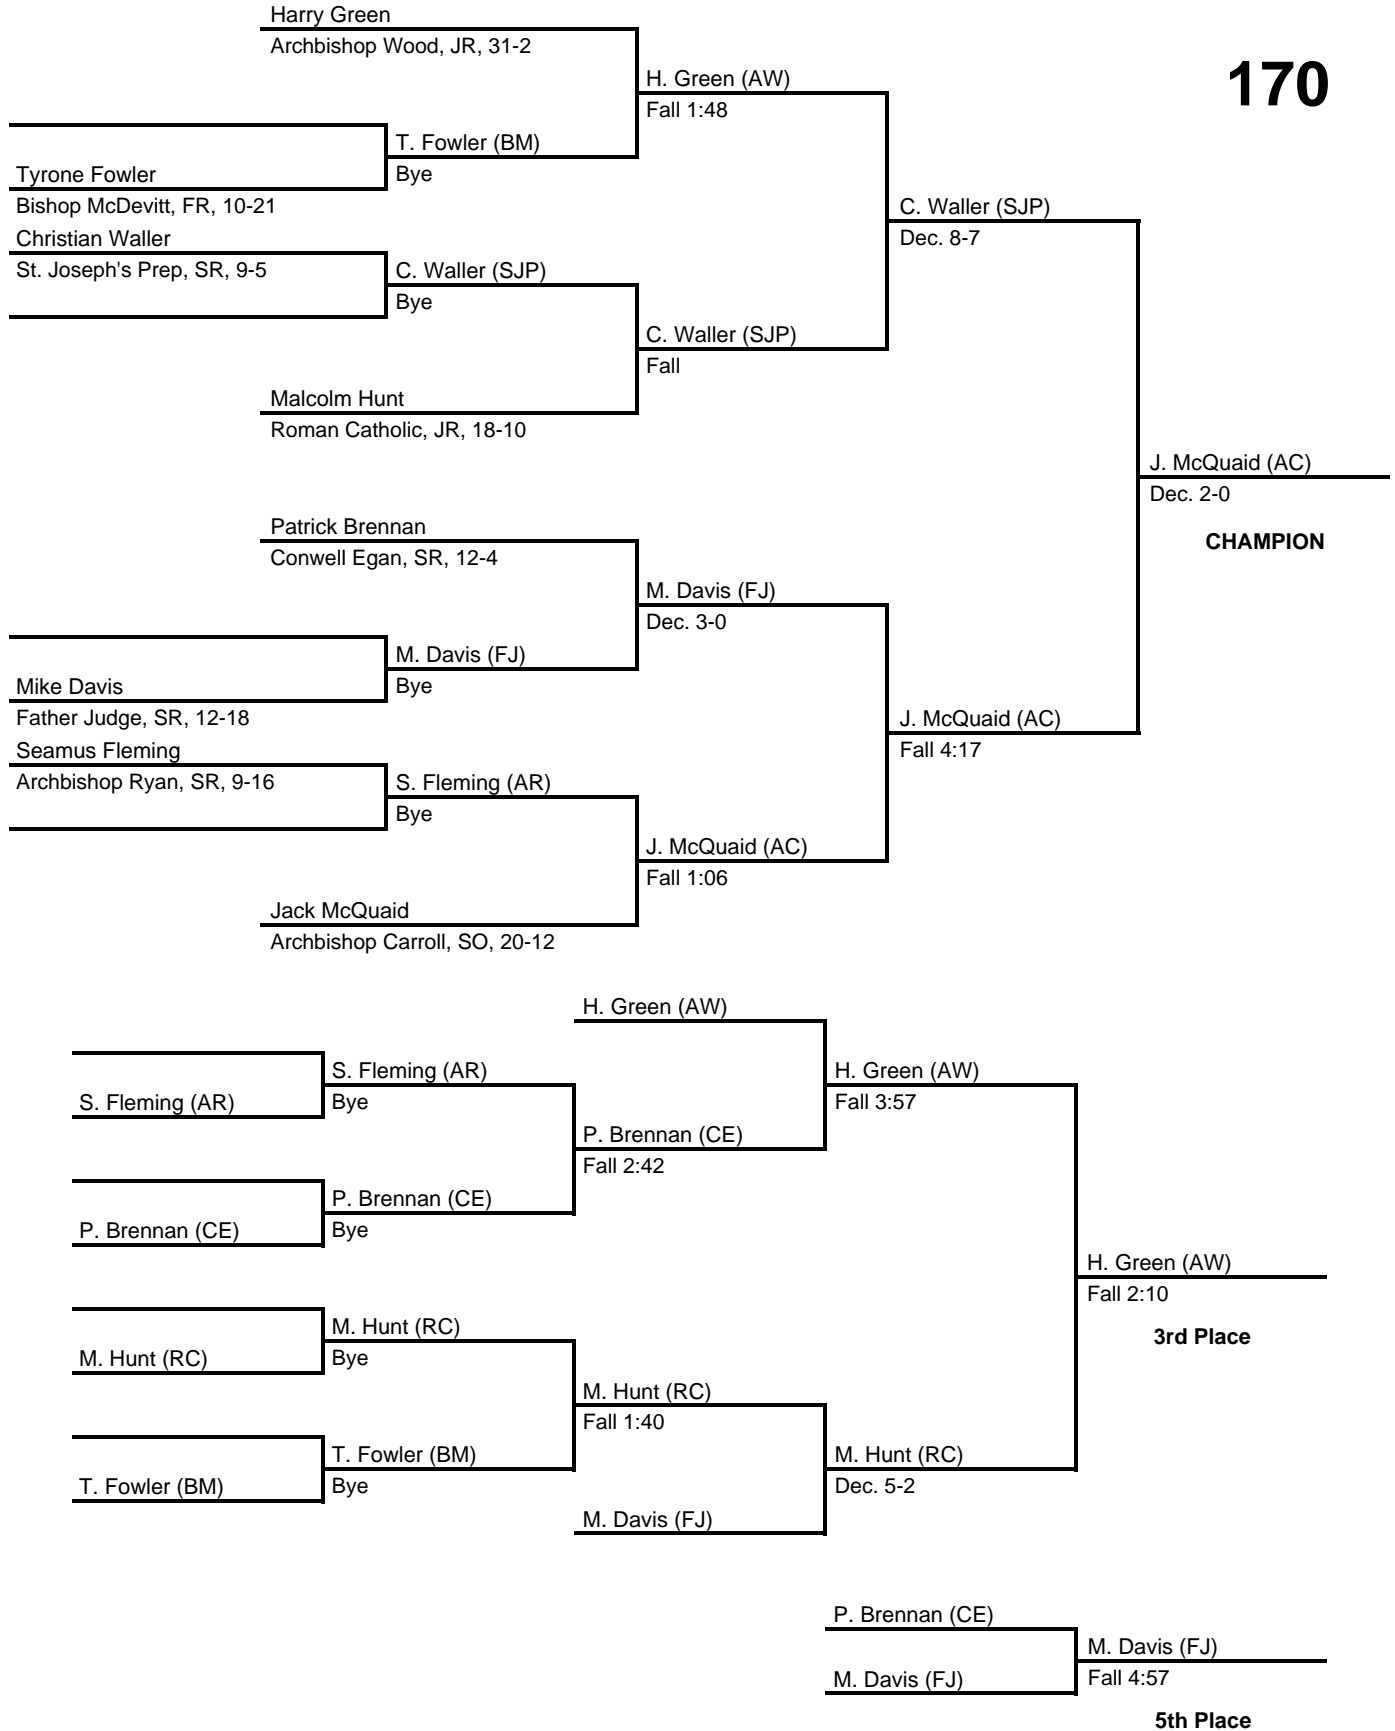 Harry Green
Archbishop Wood, JR, 31-2
170
H. Green (AW)
Fall 1:48
T. Fowler (BM)
Bye
Tyrone Fowler
Bishop McDevitt, FR, 10-21
C. Waller (SJP)
Dec. 8-7
Christian Waller
St. Joseph's Prep, SR, 9-5
C. Waller (SJP)
Bye
C. Waller (SJP)
Fall
Malcolm Hunt
Roman Catholic, JR, 18-10
J. McQuaid (AC)
Dec. 2-0
CHAMPION
Patrick Brennan
Conwell Egan, SR, 12-4
M. Davis (FJ)
Dec. 3-0
M. Davis (FJ)
Bye
Mike Davis
Father Judge, SR, 12-18
J. McQuaid (AC)
Fall 4:17
Seamus Fleming
Archbishop Ryan, SR, 9-16
S. Fleming (AR)
Bye
J. McQuaid (AC)
Fall 1:06
Jack McQuaid
Archbishop Carroll, SO, 20-12
H. Green (AW)
S. Fleming (AR)
Bye
S. Fleming (AR)
H. Green (AW)
Fall 3:57
P. Brennan (CE)
Fall 2:42
P. Brennan (CE)
Bye
P. Brennan (CE)
H. Green (AW)
Fall 2:10
3rd Place
M. Hunt (RC)
Bye
M. Hunt (RC)
M. Hunt (RC)
Fall 1:40
T. Fowler (BM)
Bye
T. Fowler (BM)
M. Hunt (RC)
Dec. 5-2
M. Davis (FJ)
P. Brennan (CE)
M. Davis (FJ)
Fall 4:57
M. Davis (FJ)
5th Place